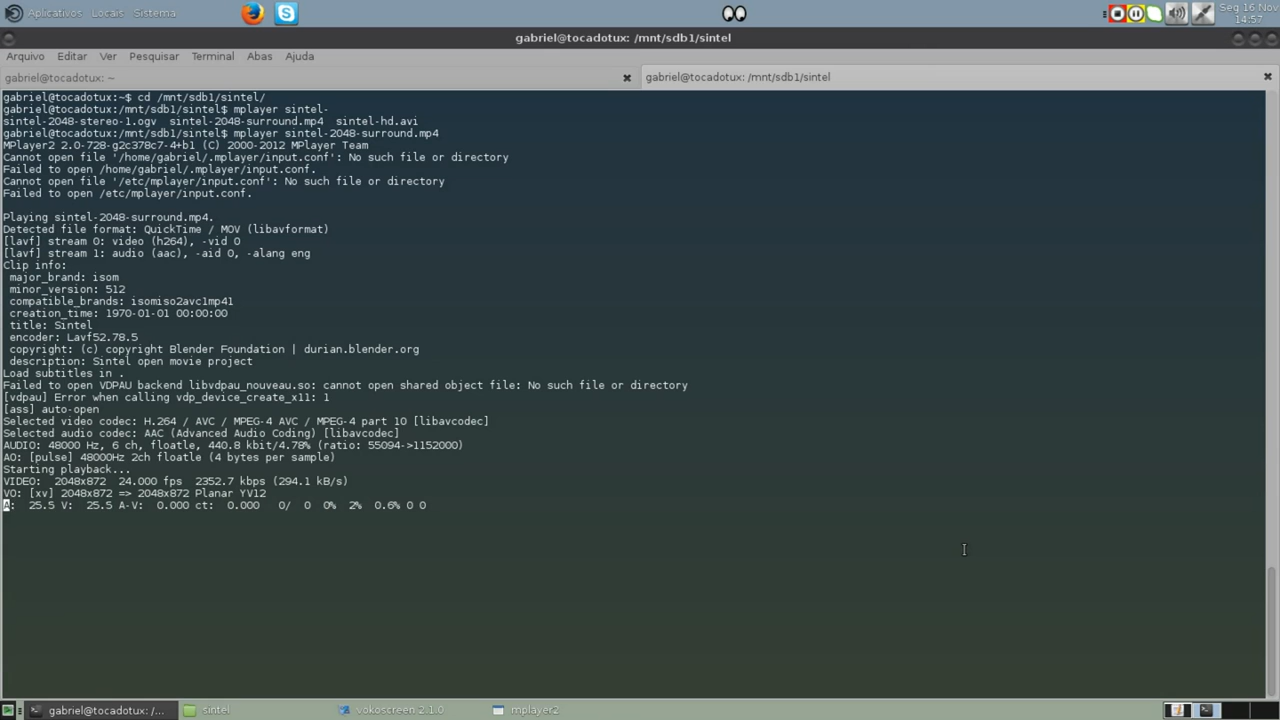 Aplicativos Locais Sistema
Seg 16 Nov
14:57
gabriel@tocadotux: /mnt/sdb1/sintel
Arquivo Editar Ver Pesquisar Terminal Abas Ajuda
gabriel@tocadotux: ~
gabriel@tocadotux: /mnt/sdb1/sintel
gabriel@tocadotux:~$ cd /mnt/sdb1/sintel/
gabriel@tocadotux:/mnt/sdb1/sintel$ mplayer sintel-
sintel-2048-stereo-1.ogv sintel-2048-surround.mp4 sintel-hd.avi
gabriel@tocadotux:/mnt/sdb1/sintel$ mplayer sintel-2048-surround.mp4
MPlayer2 2.0-728-g2c378c7-4+b1 (C) 2000-2012 MPlayer Team
Cannot open file '/home/gabriel/.mplayer/input.conf': No such file or directory
Failed to open /home/gabriel/.mplayer/input.conf.
Cannot open file '/etc/mplayer/input.conf': No such file or directory
Failed to open /etc/mplayer/input.conf.
Playing sintel-2048-surround.mp4.
Detected file format: QuickTime / MOV (libavformat)
[lavf] stream 0: video (h264), -vid 0
[lavf] stream 1: audio (aac), -aid 0, -alang eng
Clip info:
major_brand: isom
minor_version: 512
compatible_brands: isomiso2avc1mp41
creation_time: 1970-01-01 00:00:00
title: Sintel
encoder: Lavf52.78.5
copyright: (c) copyright Blender Foundation | durian.blender.org
description: Sintel open movie project
Load subtitles in .
Failed to open VDPAU backend libvdpau_nouveau.so: cannot open shared object file: No such file or directory
[vdpau] Error when calling vdp_device_create_x11: 1
[ass] auto-open
Selected video codec: H.264 / AVC / MPEG-4 AVC / MPEG-4 part 10 [libavcodec]
Selected audio codec: AAC (Advanced Audio Coding) [libavcodec]
AUDIO: 48000 Hz, 6 ch, floatle, 440.8 kbit/4.78% (ratio: 55094->1152000)
AO: [pulse] 48000Hz 2ch floatle (4 bytes per sample)
Starting playback...
VIDEO: 2048x872 24.000 fps 2352.7 kbps (294.1 kB/s)
VO: [xv] 2048x872 => 2048x872 Planar YV12
A: 25.5 V: 25.5 A-V: 0.000 ct: 0.000 0/ 0 0% 2% 0.6% 0 0
gabriel@tocadotux: /... sintel vokoscreen 2.1.0 mplayer2